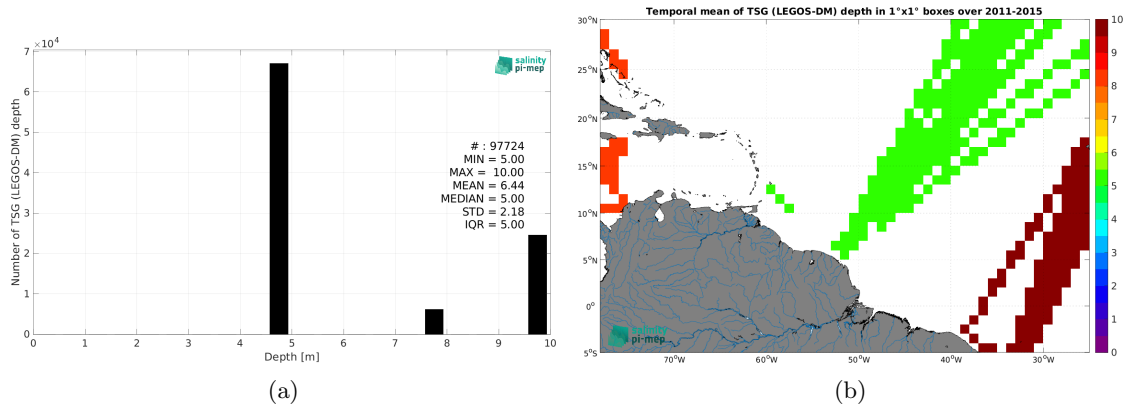 ×10⁴
7
6
5
4
3
2
1
0
Number of TSG (LEGOS-DM) depth
salinity
pi-mep
# : 97724
MIN = 5.00
MAX = 10.00
MEAN = 6.44
MEDIAN = 5.00
STD = 2.18
IQR = 5.00
0 1 2 3 4 5 6 7 8 9 10
Depth [m]
(a)
Temporal mean of TSG (LEGOS-DM) depth in 1°x1° boxes over 2011-2015
30°N
25°N
20°N
15°N
10°N
5°N
0°
5°S
70°W 60°W 50°W 40°W 30°W
salinity
pi-mep
10
9
8
7
6
5
4
3
2
1
0
(b)